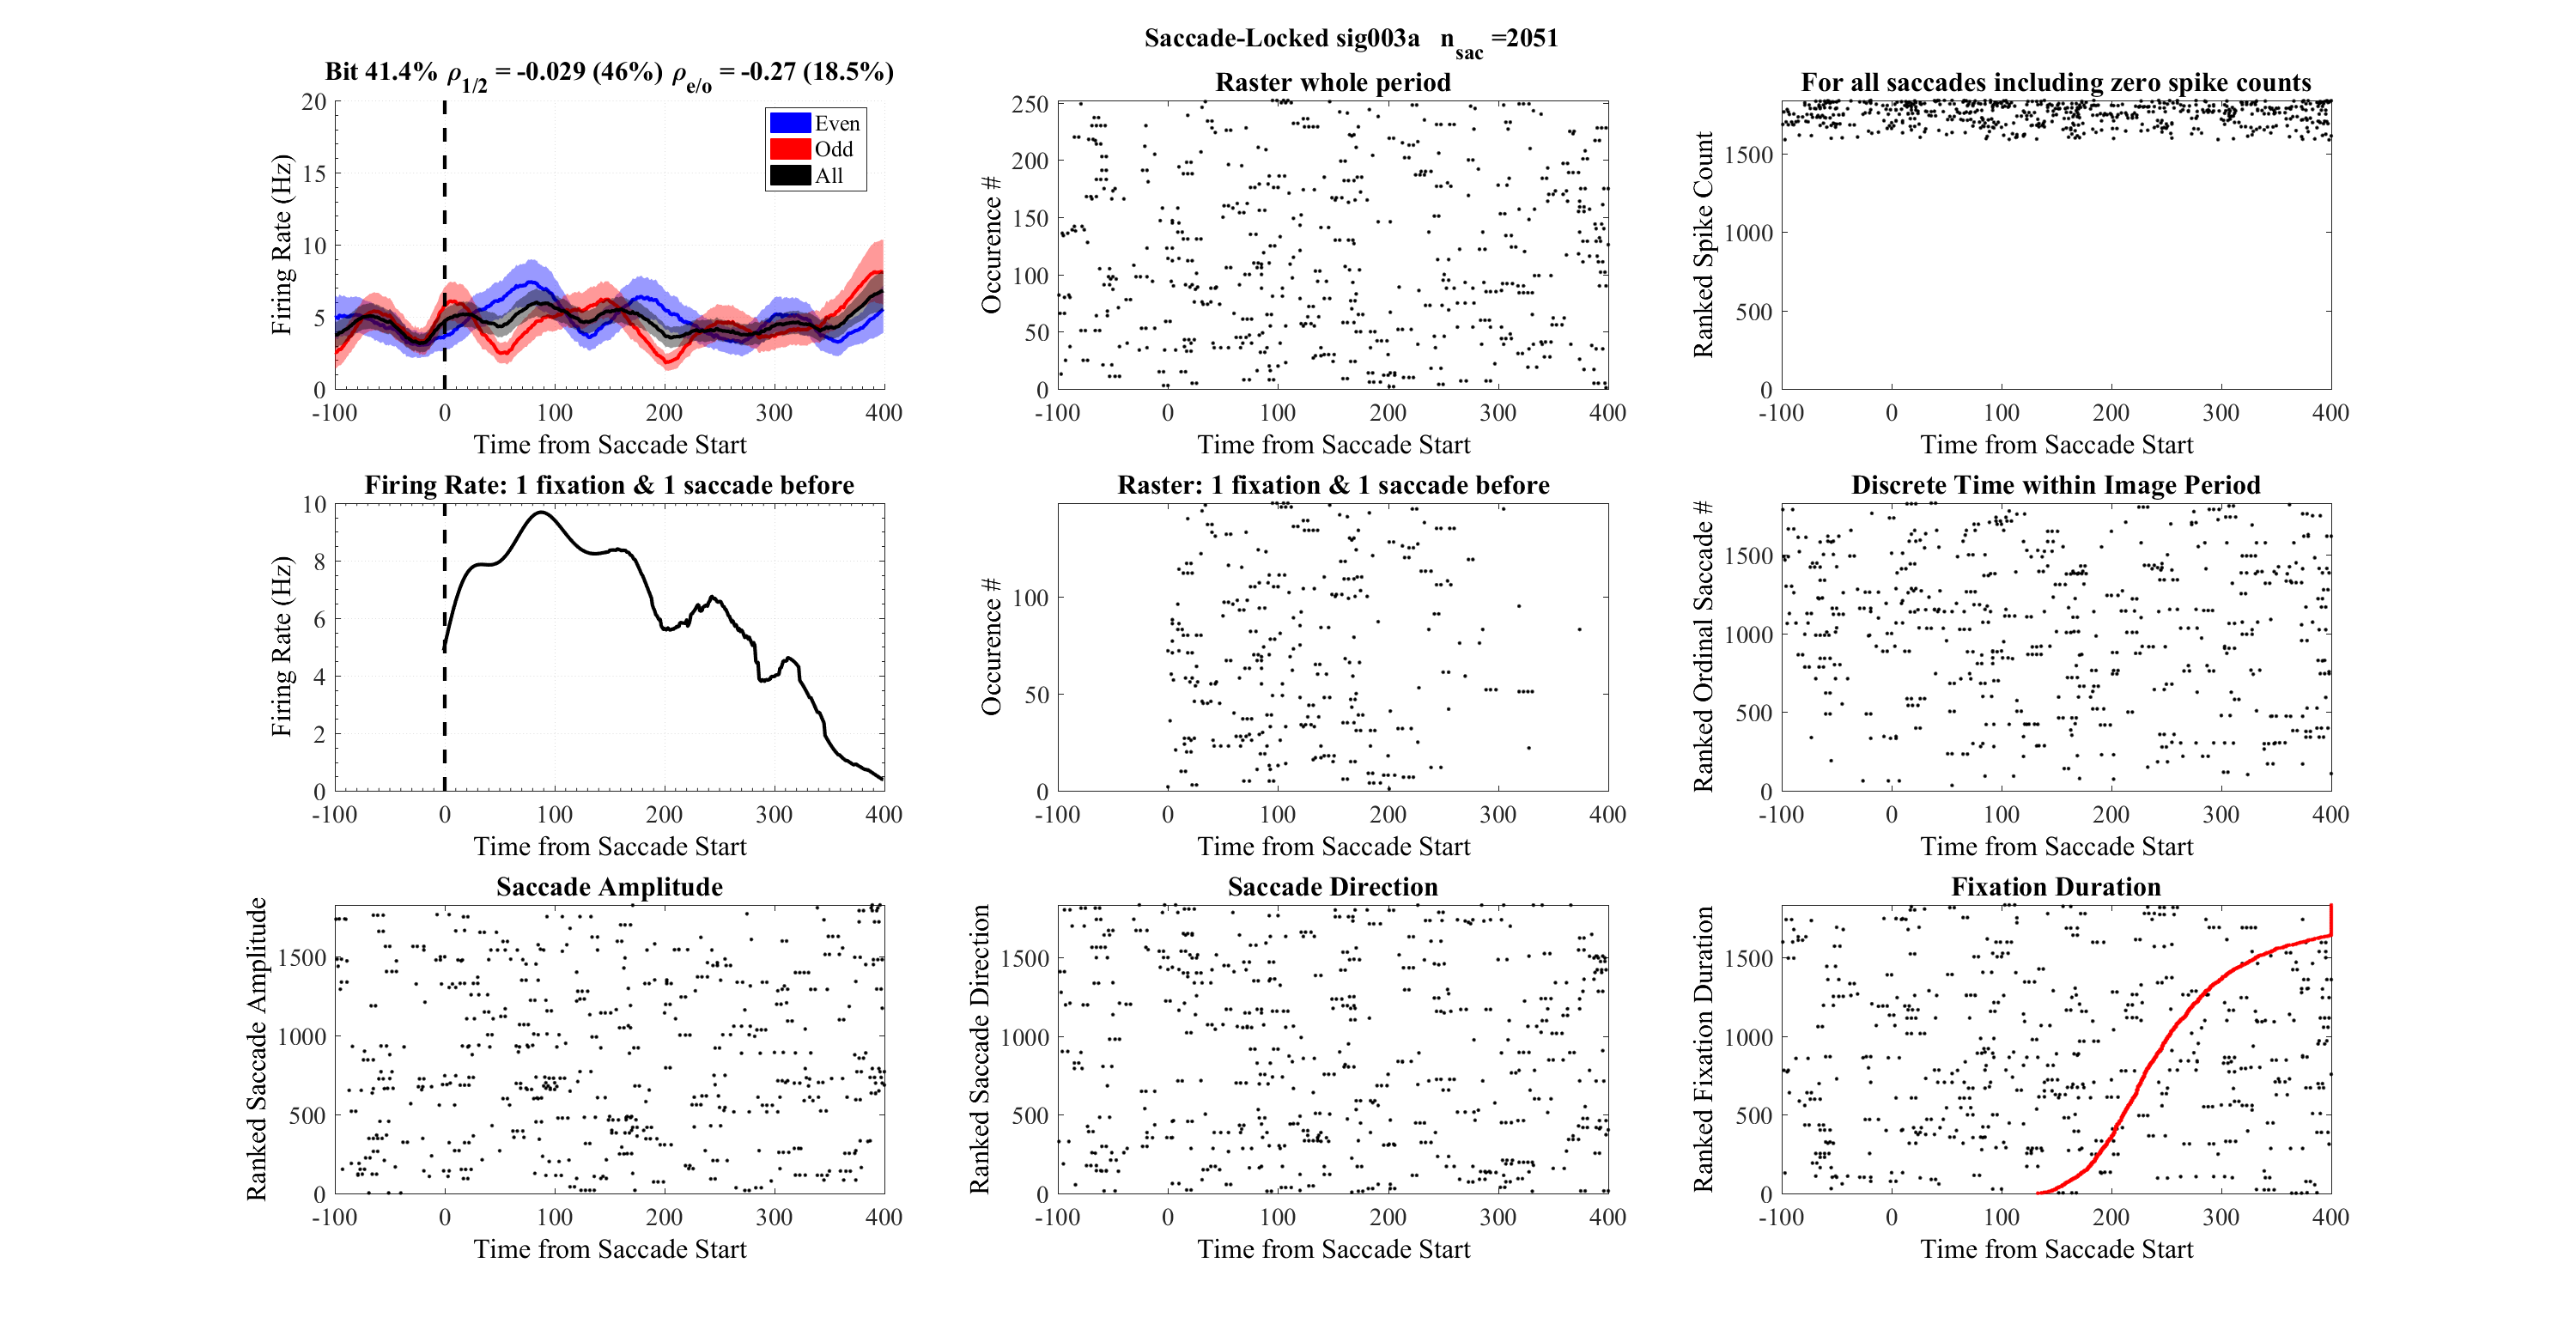 Saccade-Locked sig003a n_sac =2051
Bit 41.4% ρ_1/2 = -0.029 (46%) ρ_e/o = -0.27 (18.5%)
Firing Rate (Hz)
20
15
10
5
0
Even
Odd
All
-100 0 100 200 300 400
Time from Saccade Start
Raster whole period
Occurence #
250
200
150
100
50
0
-100 0 100 200 300 400
Time from Saccade Start
For all saccades including zero spike counts
Ranked Spike Count
1500
1000
500
0
-100 0 100 200 300 400
Time from Saccade Start
Firing Rate: 1 fixation & 1 saccade before
Firing Rate (Hz)
10
8
6
4
2
0
-100 0 100 200 300 400
Time from Saccade Start
Raster: 1 fixation & 1 saccade before
Occurence #
100
50
0
-100 0 100 200 300 400
Time from Saccade Start
Discrete Time within Image Period
Ranked Ordinal Saccade #
1500
1000
500
0
-100 0 100 200 300 400
Time from Saccade Start
Saccade Amplitude
Ranked Saccade Amplitude
1500
1000
500
0
-100 0 100 200 300 400
Time from Saccade Start
Saccade Direction
Ranked Saccade Direction
1500
1000
500
0
-100 0 100 200 300 400
Time from Saccade Start
Fixation Duration
Ranked Fixation Duration
1500
1000
500
0
-100 0 100 200 300 400
Time from Saccade Start